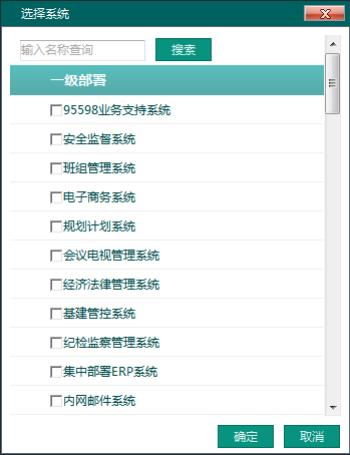 选择系统
输入名称查询 搜索
一级部署
95598业务支持系统
安全监督系统
班组管理系统
电子商务系统
规划计划系统
会议电视管理系统
经济法律管理系统
基建管控系统
纪检监察管理系统
集中部署ERP系统
内网邮件系统
确定 取消